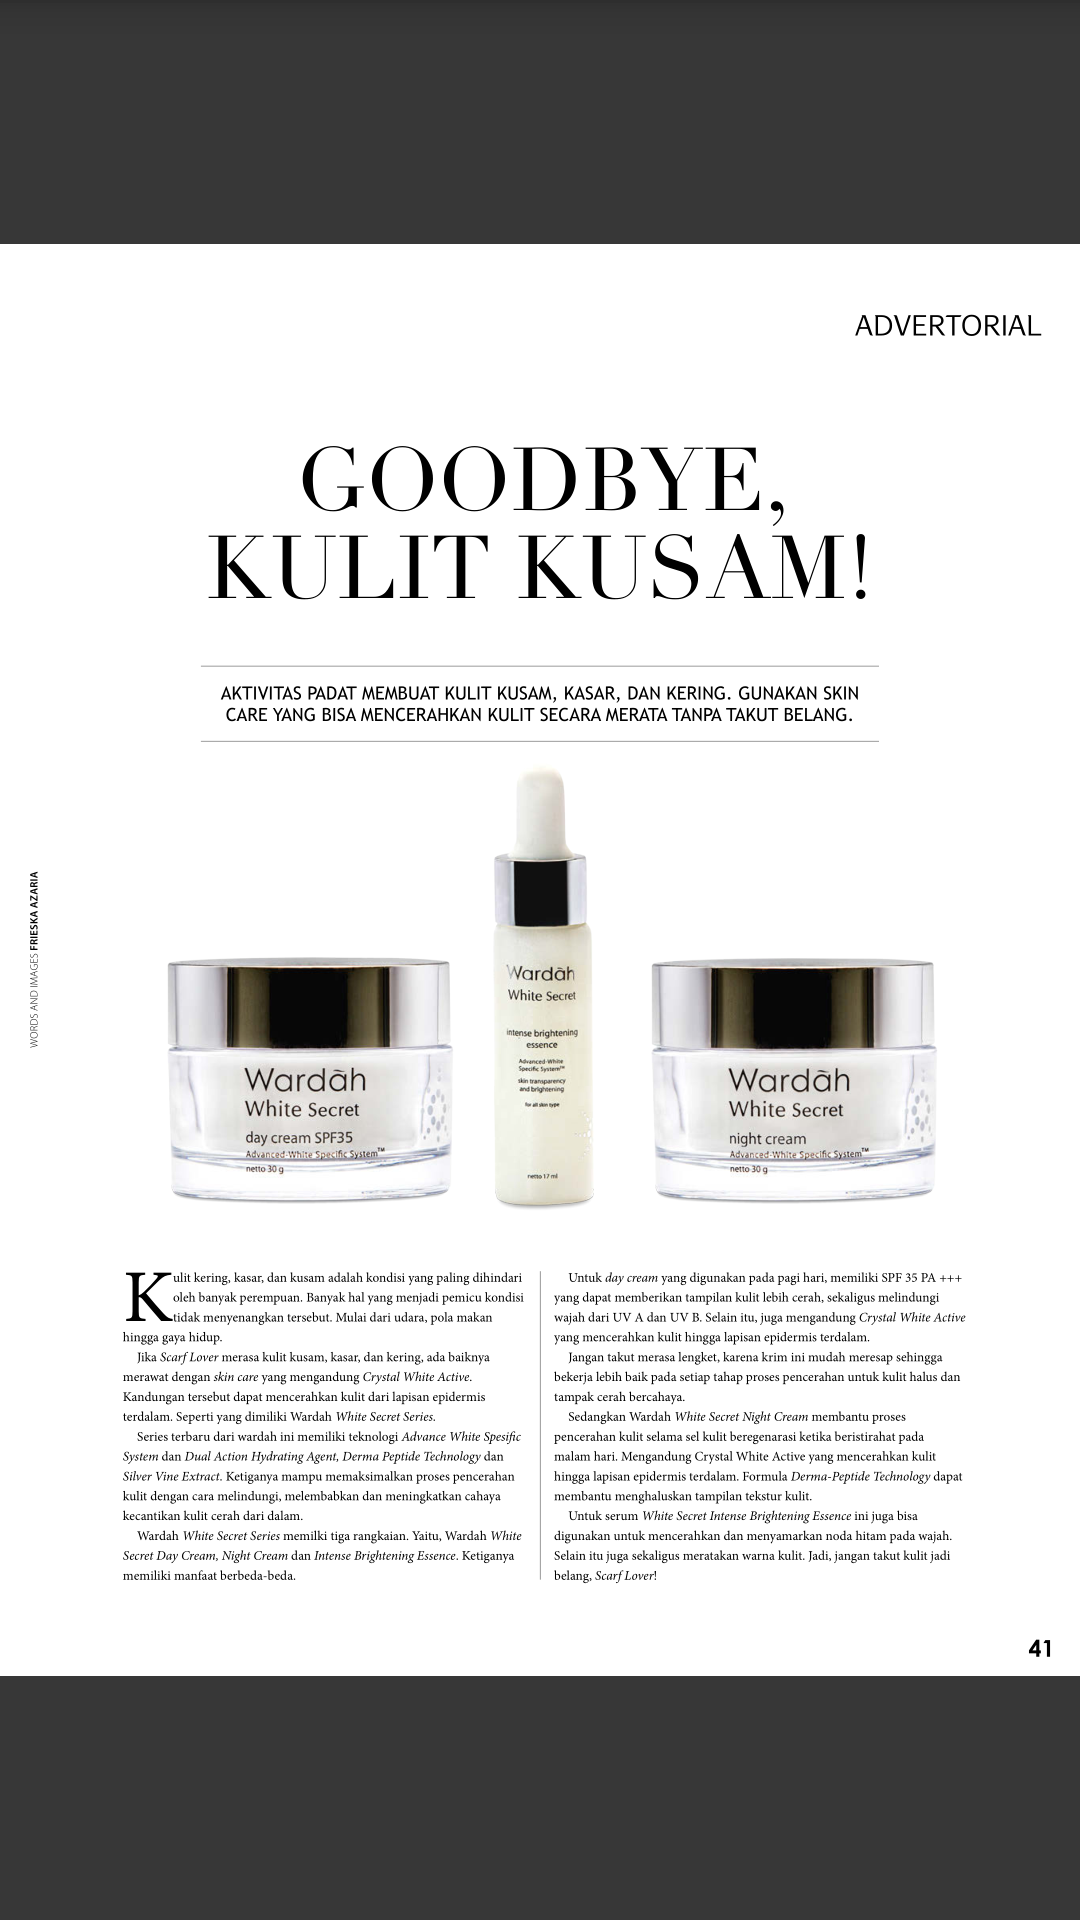 ADVERTORIAL
GOODBYE,
KULIT KUSAM!
AKTIVITAS PADAT MEMBUAT KULIT KUSAM, KASAR, DAN KERING. GUNAKAN SKIN
CARE YANG BISA MENCERAHKAN KULIT SECARA MERATA TANPA TAKUT BELANG.
WORDS AND IMAGES FRIESKA AZARIA
Wardāh
White Secret
day cream SPF35
Advanced-White Specific System™
netto 30 g
Wardāh
White Secret
intense brightening
essence
Advanced-White
Specific System™
skin transparency
and brightening
for all skin type
netto 17 ml
Wardāh
White Secret
night cream
Advanced-White Specific System™
netto 30 g
Kulit kering, kasar, dan kusam adalah kondisi yang paling dihindari
oleh banyak perempuan. Banyak hal yang menjadi pemicu kondisi
tidak menyenangkan tersebut. Mulai dari udara, pola makan
hingga gaya hidup.
Jika Scarf Lover merasa kulit kusam, kasar, dan kering, ada baiknya
merawat dengan skin care yang mengandung Crystal White Active.
Kandungan tersebut dapat mencerahkan kulit dari lapisan epidermis
terdalam. Seperti yang dimiliki Wardah White Secret Series.
Series terbaru dari wardah ini memiliki teknologi Advance White Spesific
System dan Dual Action Hydrating Agent, Derma Peptide Technology dan
Silver Vine Extract. Ketiganya mampu memaksimalkan proses pencerahan
kulit dengan cara melindungi, melembabkan dan meningkatkan cahaya
kecantikan kulit cerah dari dalam.
Wardah White Secret Series memilki tiga rangkaian. Yaitu, Wardah White
Secret Day Cream, Night Cream dan Intense Brightening Essence. Ketiganya
memiliki manfaat berbeda-beda.
Untuk day cream yang digunakan pada pagi hari, memiliki SPF 35 PA +++
yang dapat memberikan tampilan kulit lebih cerah, sekaligus melindungi
wajah dari UV A dan UV B. Selain itu, juga mengandung Crystal White Active
yang mencerahkan kulit hingga lapisan epidermis terdalam.
Jangan takut merasa lengket, karena krim ini mudah meresap sehingga
bekerja lebih baik pada setiap tahap proses pencerahan untuk kulit halus dan
tampak cerah bercahaya.
Sedangkan Wardah White Secret Night Cream membantu proses
pencerahan kulit selama sel kulit beregenarasi ketika beristirahat pada
malam hari. Mengandung Crystal White Active yang mencerahkan kulit
hingga lapisan epidermis terdalam. Formula Derma-Peptide Technology dapat
membantu menghaluskan tampilan tekstur kulit.
Untuk serum White Secret Intense Brightening Essence ini juga bisa
digunakan untuk mencerahkan dan menyamarkan noda hitam pada wajah.
Selain itu juga sekaligus meratakan warna kulit. Jadi, jangan takut kulit jadi
belang, Scarf Lover!
41